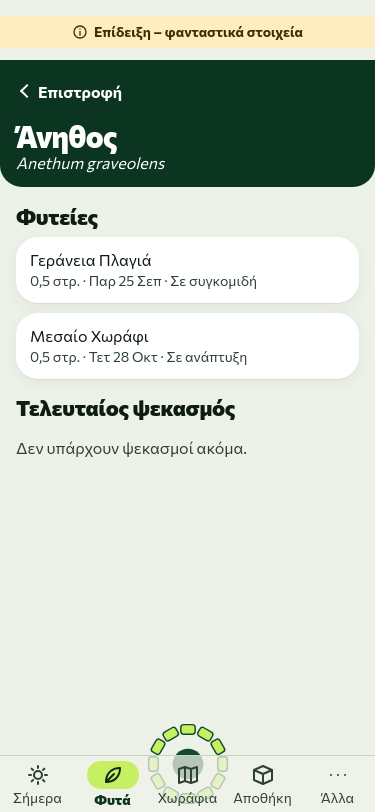 Επίδειξη – φανταστικά στοιχεία
Επιστροφή
Άνηθος
Anethum graveolens
Φυτείες
Γεράνεια Πλαγιά
0,5 στρ. · Παρ 25 Σεπ · Σε συγκομιδή
Μεσαίο Χωράφι
0,5 στρ. · Τετ 28 Οκτ · Σε ανάπτυξη
Τελευταίος ψεκασμός
Δεν υπάρχουν ψεκασμοί ακόμα.
Σήμερα
Φυτά
Χωράφια
Αποθήκη
Άλλα